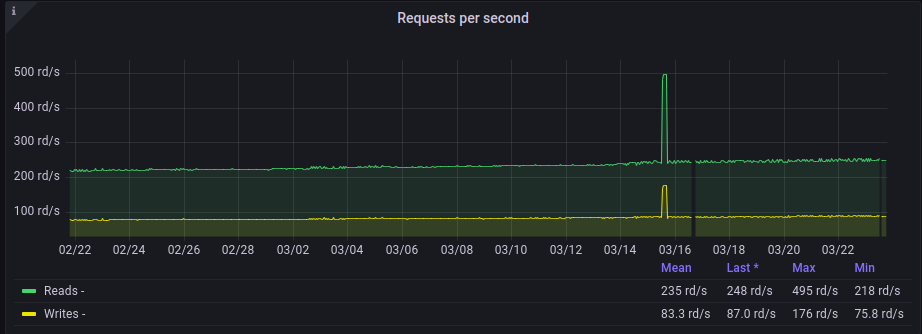 i
Requests per second
500 rd/s
400 rd/s
300 rd/s
200 rd/s
100 rd/s
02/22 02/24 02/26 02/28 03/02 03/04 03/06 03/08 03/10 03/12 03/14 03/16 03/18 03/20 03/22
Mean Last * Max Min
Reads - 235 rd/s 248 rd/s 495 rd/s 218 rd/s
Writes - 83.3 rd/s 87.0 rd/s 176 rd/s 75.8 rd/s